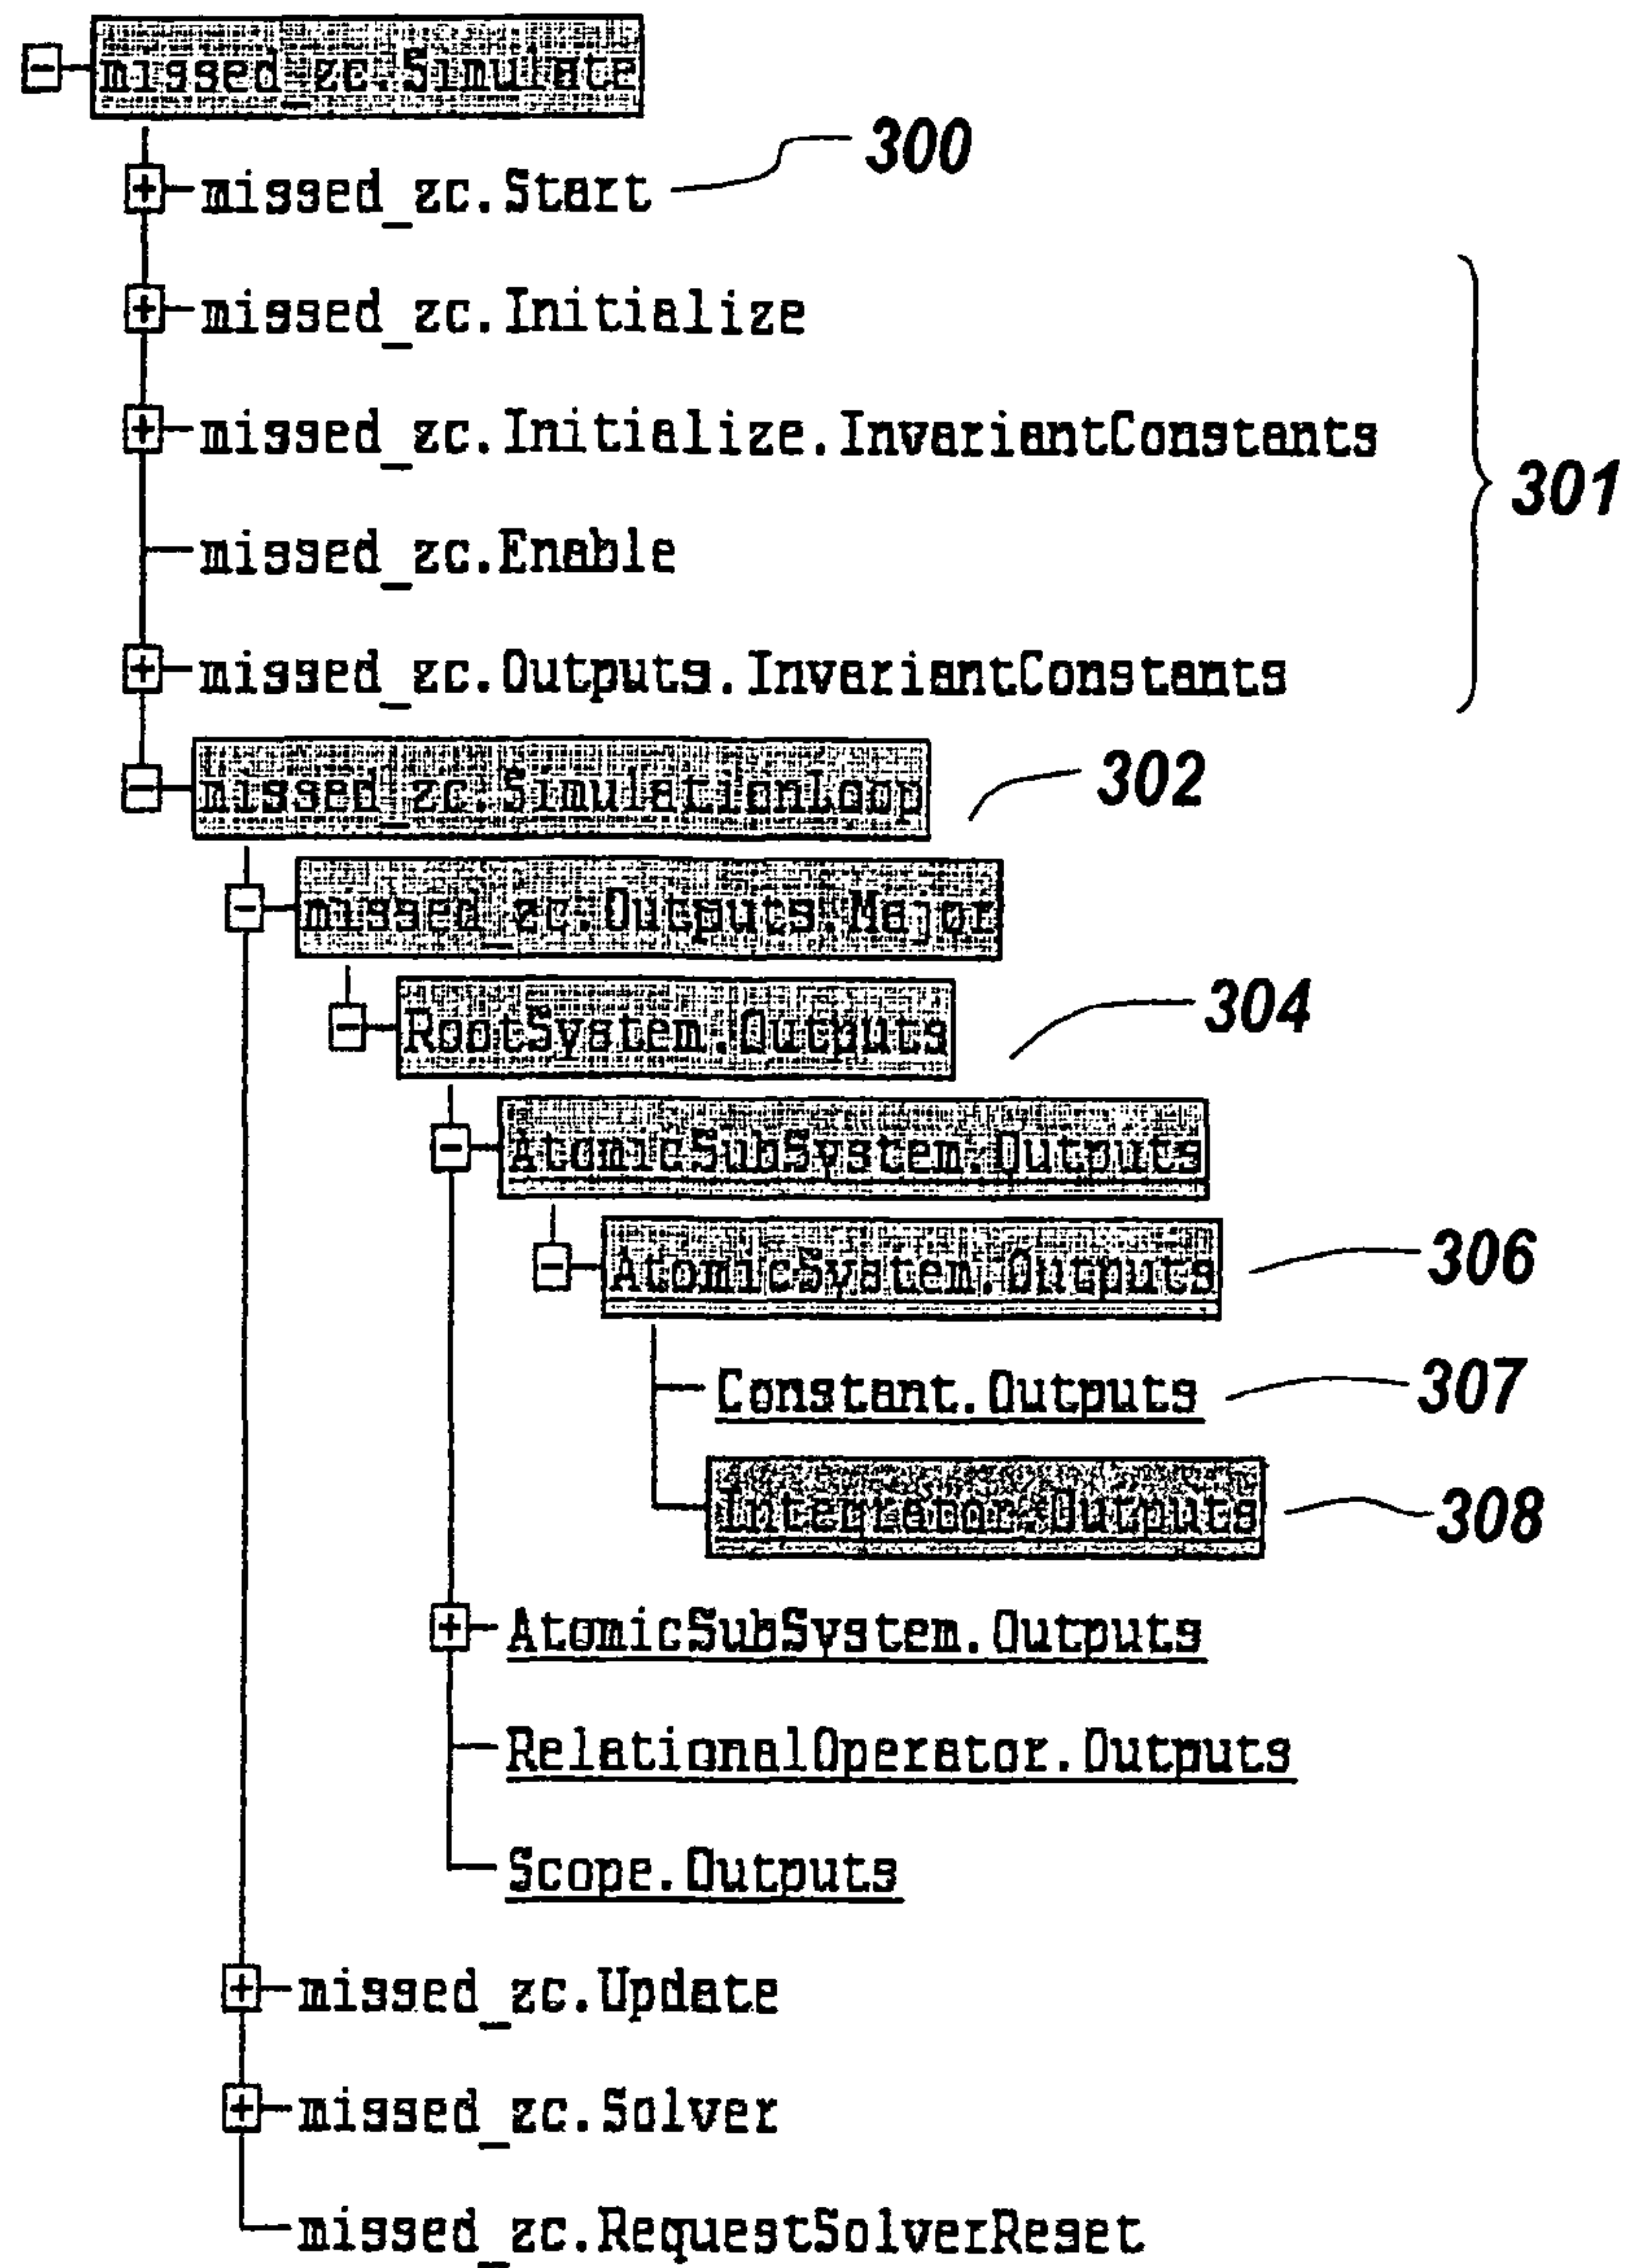 missed_zc.Simulate
missed_zc.Start 300
missed_zc.Initialize
missed_zc.Initialize.InvariantConstants
301
missed_zc.Enable
missed_zc.Outputs.InvariantConstants
missed_zc.SimulationLoop 302
missed_zc.Outputs.Major
RootSystem.Outputs 304
AtomicSubSystem.Outputs
AtomicSystem.Outputs 306
Constant.Outputs 307
Integrator.Outputs 308
AtomicSubSystem.Outputs
RelationalOperator.Outputs
Scope.Outputs
missed_zc.Update
missed_zc.Solver
missed_zc.RequestSolverReset